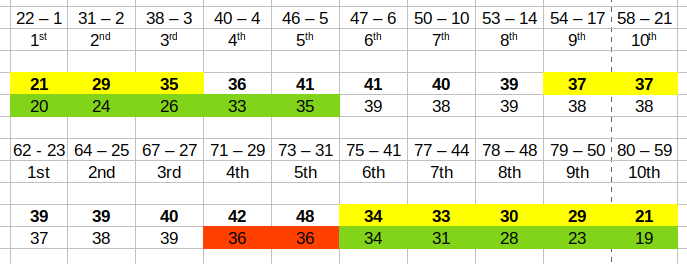 22 – 1 31 – 2 38 – 3 40 – 4 46 – 5 47 – 6 50 – 10 53 – 14 54 – 17 58 – 21
1st 2nd 3rd 4th 5th 6th 7th 8th 9th 10th
21 29 35 36 41 41 40 39 37 37
20 24 26 33 35 39 38 39 38 38
62 - 23 64 – 25 67 – 27 71 – 29 73 – 31 75 – 41 77 – 44 78 – 48 79 – 50 80 – 59
1st 2nd 3rd 4th 5th 6th 7th 8th 9th 10th
39 39 40 42 48 34 33 30 29 21
37 38 39 36 36 34 31 28 23 19